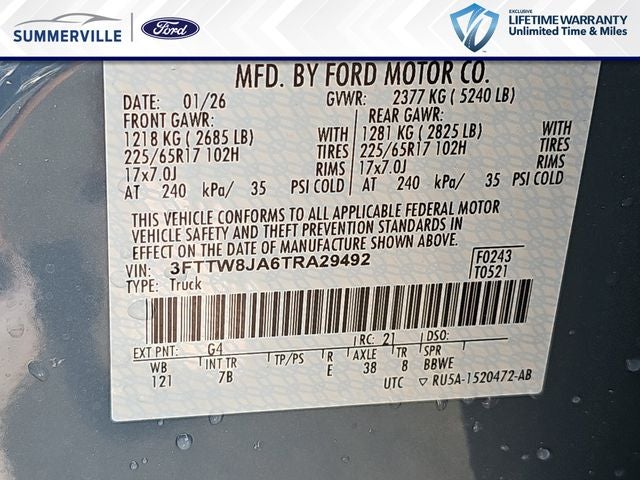 SUMMERVILLE Ford
EXCLUSIVE
LIFETIME WARRANTY
Unlimited Time & Miles
MFD. BY FORD MOTOR CO.
DATE: 01/26 GVWR: 2377 KG ( 5240 LB)
FRONT GAWR: REAR GAWR:
1218 KG ( 2685 LB) WITH 1281 KG ( 2825 LB) WITH
225/65R17 102H TIRES 225/65R17 102H TIRES
17x7.0J RIMS 17x7.0J RIMS
AT 240 kPa/ 35 PSI COLD AT 240 kPa/ 35 PSI COLD
THIS VEHICLE CONFORMS TO ALL APPLICABLE FEDERAL MOTOR
VEHICLE SAFETY AND THEFT PREVENTION STANDARDS
IN EFFECT ON THE DATE OF MANUFACTURE SHOWN ABOVE.
VIN: 3FTTW8JA6TRA29492 F0243
TYPE: Truck T0521
EXT PNT: G4 RC: 21 DSO:
WB INT TR TP/PS R AXLE TR SPR
121 7B E 38 8 BBWE
UTC ▽ RU5A-1520472-AB